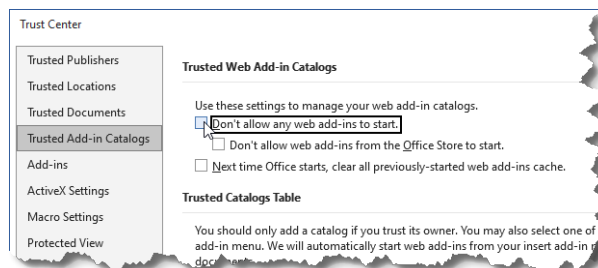 Trust Center
Trusted Publishers
Trusted Locations
Trusted Documents
Trusted Add-in Catalogs
Add-ins
ActiveX Settings
Macro Settings
Protected View
Trusted Web Add-in Catalogs
Use these settings to manage your web add-in catalogs.
Don't allow any web add-ins to start.
Don't allow web add-ins from the Office Store to start.
Next time Office starts, clear all previously-started web add-ins cache.
Trusted Catalogs Table
You should only add a catalog if you trust its owner. You may also select one of
add-in menu. We will automatically start web add-ins from your insert add-in